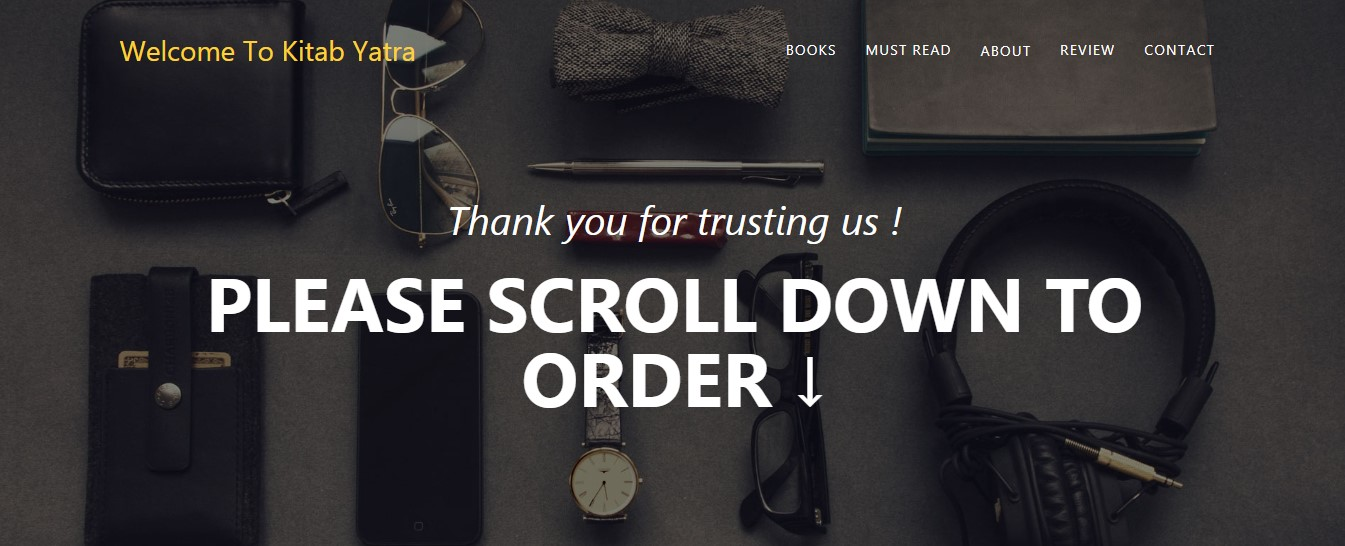 Welcome To Kitab Yatra
BOOKS MUST READ ABOUT REVIEW CONTACT
Thank you for trusting us !
PLEASE SCROLL DOWN TO
ORDER ↓